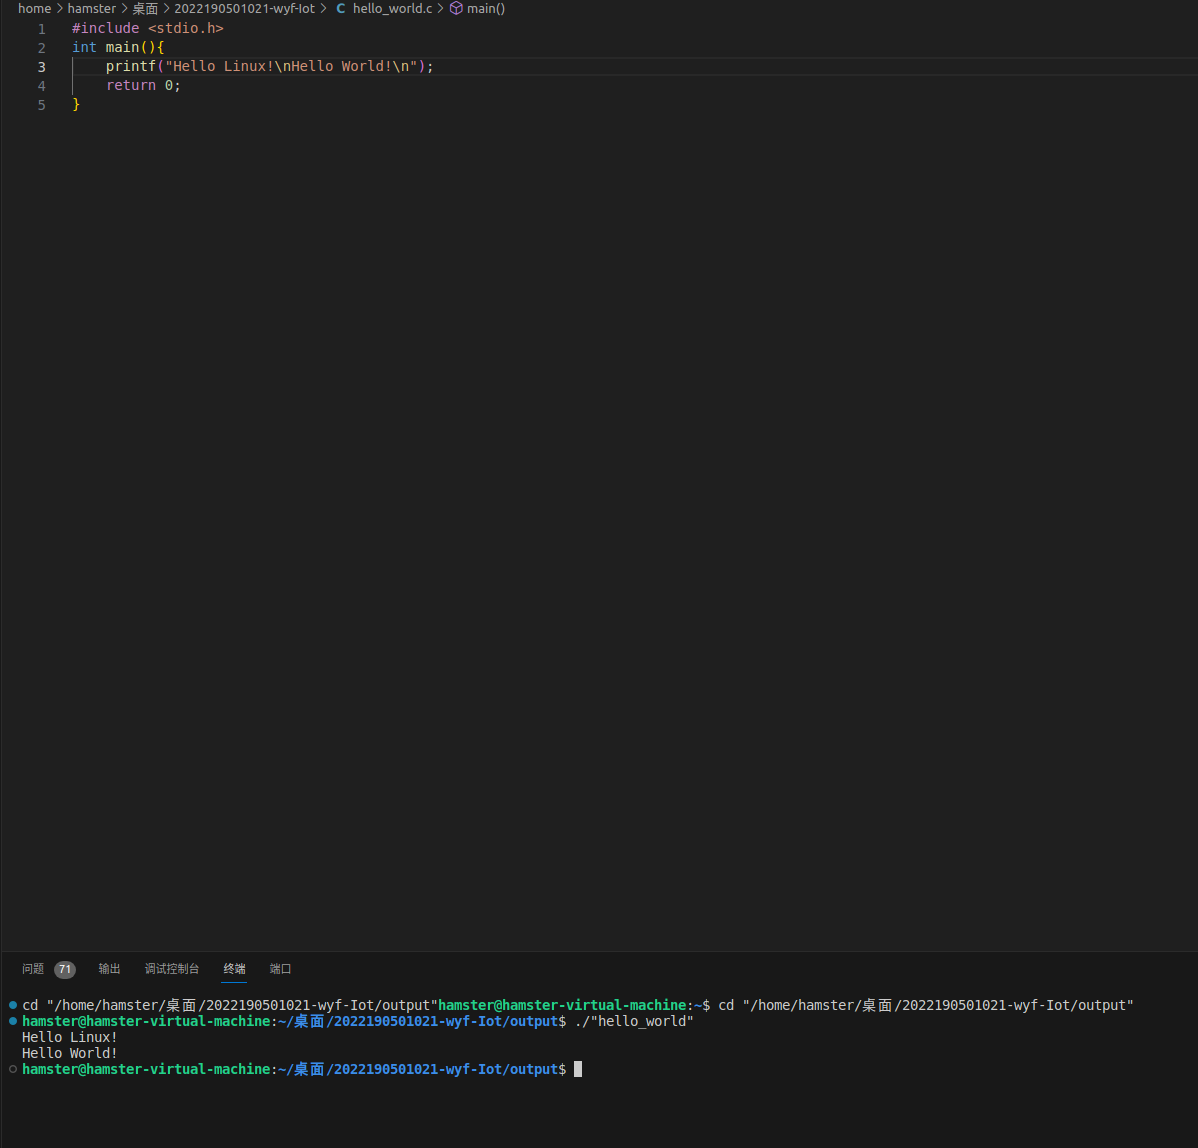 home > hamster > 桌面 > 2022190501021-wyf-Iot > C hello_world.c > main()
1 #include <stdio.h>
2 int main(){
3     printf("Hello Linux!\nHello World!\n");
4     return 0;
5 }
问题 71 输出 调试控制台 终端 端口
cd "/home/hamster/桌面/2022190501021-wyf-Iot/output"hamster@hamster-virtual-machine:~$ cd "/home/hamster/桌面/2022190501021-wyf-Iot/output"
hamster@hamster-virtual-machine:~/桌面/2022190501021-wyf-Iot/output$ ./"hello_world"
Hello Linux!
Hello World!
hamster@hamster-virtual-machine:~/桌面/2022190501021-wyf-Iot/output$